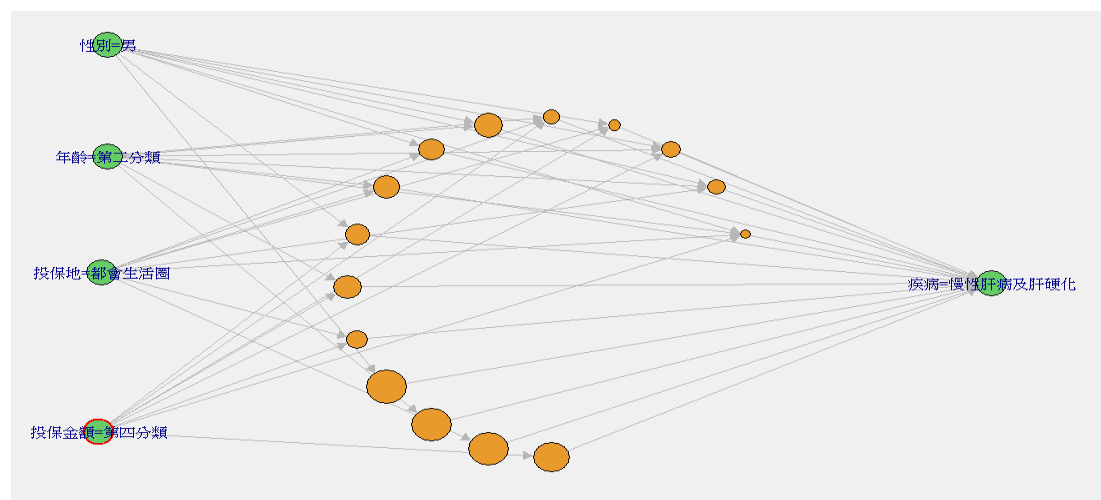 性別=男
年齡=第三分類
投保地=都會生活圈
疾病=慢性肝病及肝硬化
投保金額=第四分類